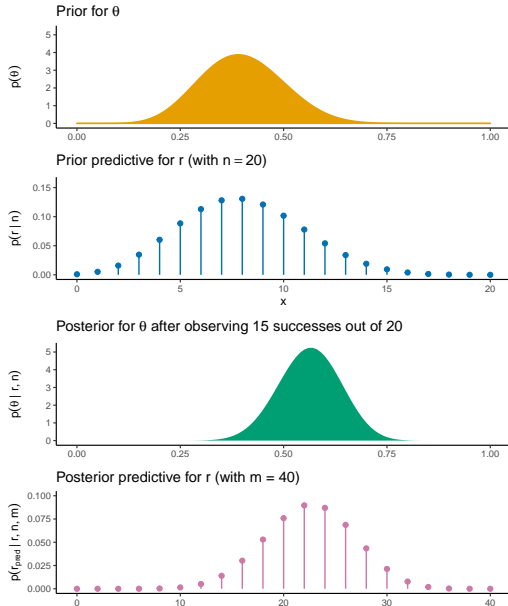 Prior for θ
p(θ)
5
4
3
2
1
0
0.00 0.25 0.50 0.75 1.00
Prior predictive for r (with n = 20)
p(r | n)
0.15
0.10
0.05
0.00
0 5 10 15 20
x
Posterior for θ after observing 15 successes out of 20
p(θ | r, n)
5
4
3
2
1
0
0.00 0.25 0.50 0.75 1.00
Posterior predictive for r (with m = 40)
p(r_pred | r, n, m)
0.100
0.075
0.050
0.025
0.000
0 10 20 30 40